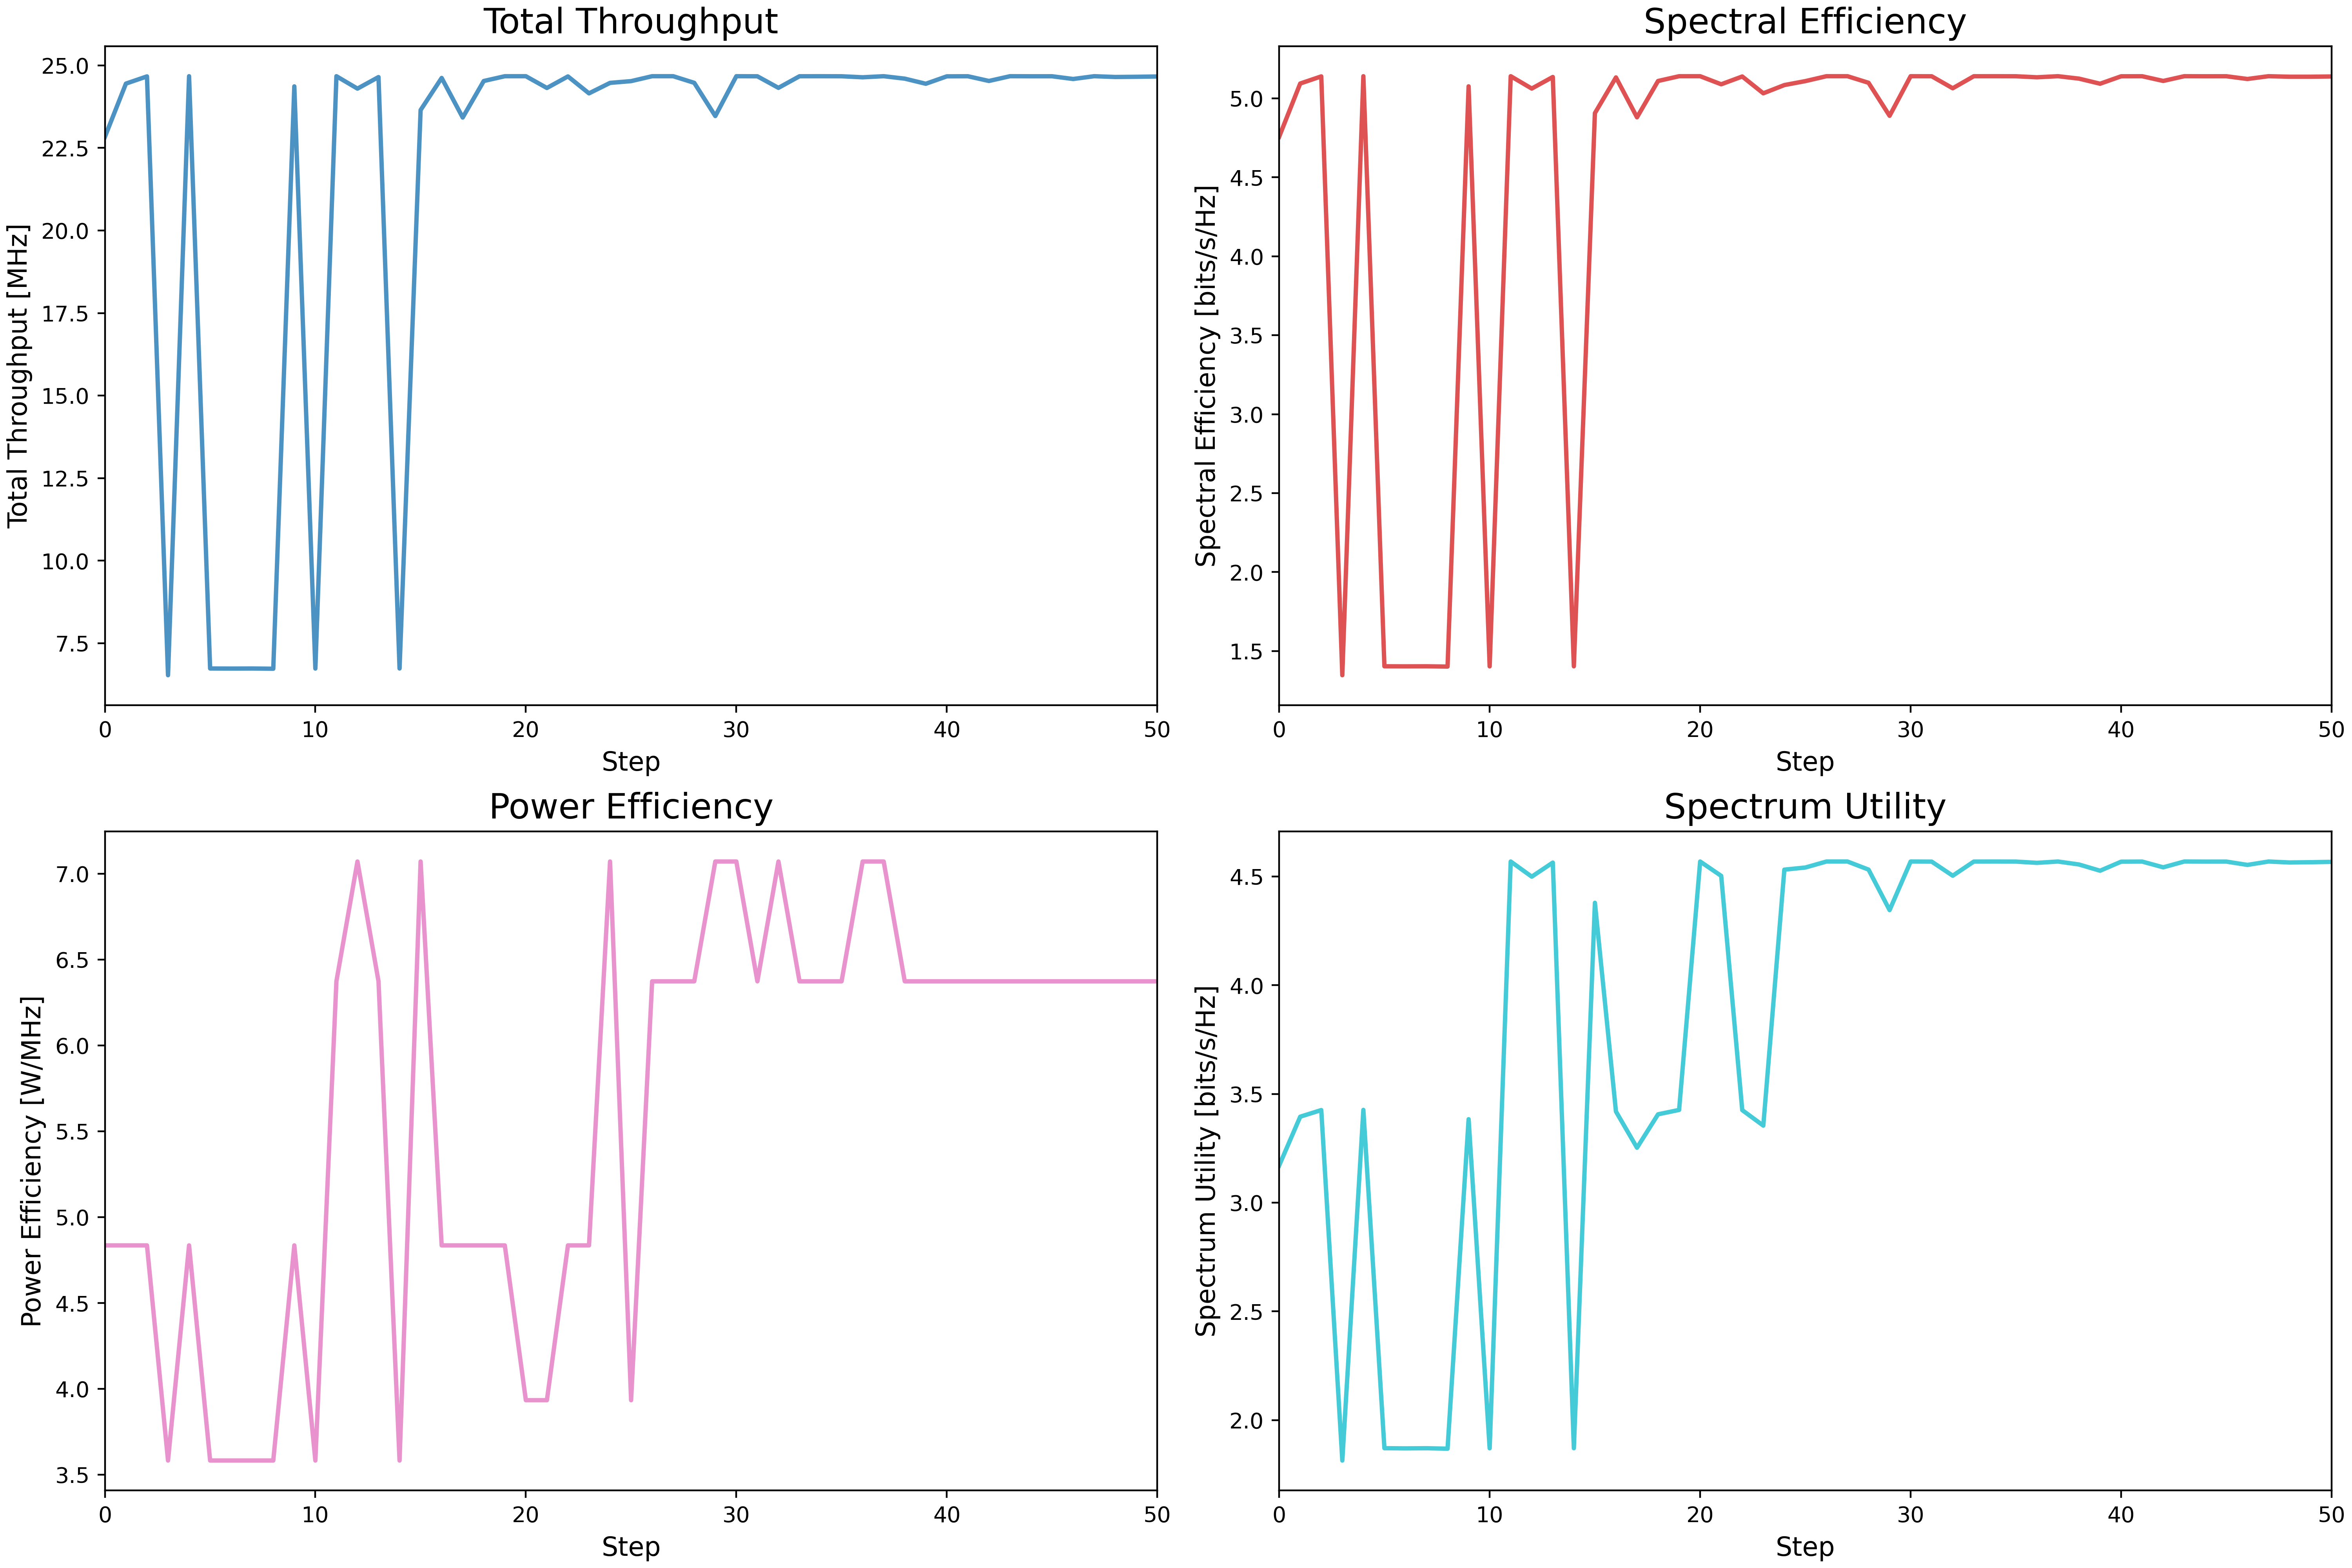 Total Throughput
Total Throughput [MHz]
25.0
22.5
20.0
17.5
15.0
12.5
10.0
7.5
0 10 20 30 40 50
Step
Spectral Efficiency
Spectral Efficiency [bits/s/Hz]
5.0
4.5
4.0
3.5
3.0
2.5
2.0
1.5
0 10 20 30 40 50
Step
Power Efficiency
Power Efficiency [W/MHz]
7.0
6.5
6.0
5.5
5.0
4.5
4.0
3.5
0 10 20 30 40 50
Step
Spectrum Utility
Spectrum Utility [bits/s/Hz]
4.5
4.0
3.5
3.0
2.5
2.0
0 10 20 30 40 50
Step